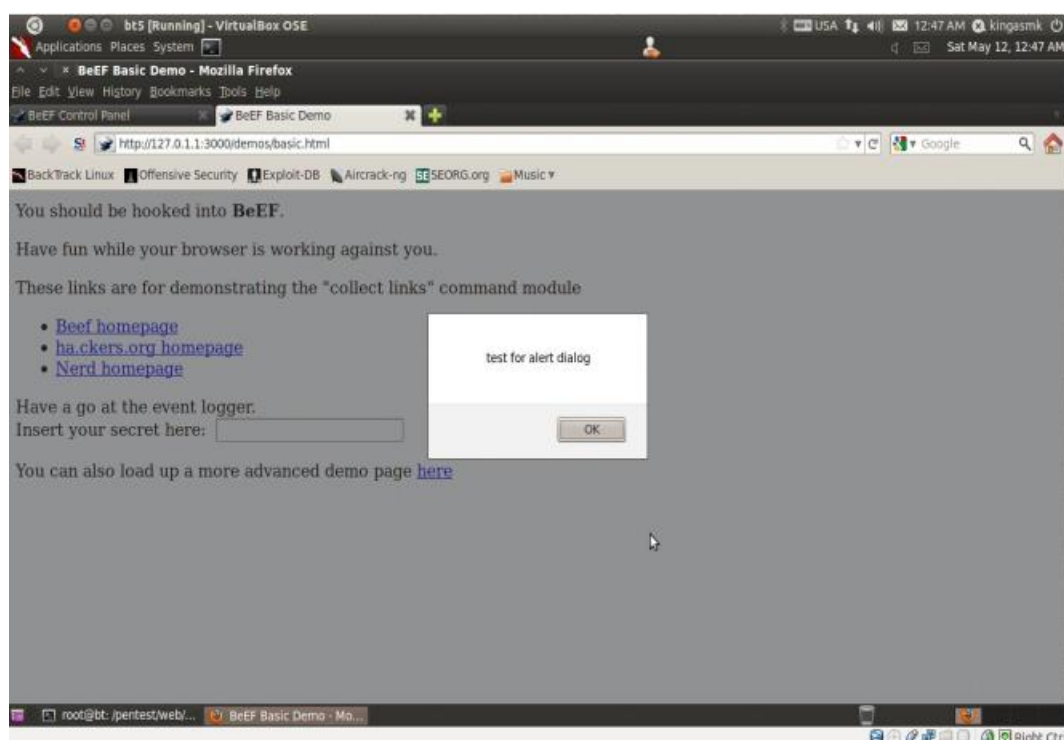 bt5 [Running] - VirtualBox OSE
USA 12:47 AM kingasmk
Applications Places System
Sat May 12, 12:47 AM
BeEF Basic Demo - Mozilla Firefox
File Edit View History Bookmarks Tools Help
BeEF Control Panel BeEF Basic Demo
http://127.0.1.1:3000/demos/basic.html Google
BackTrack Linux Offensive Security Exploit-DB Aircrack-ng SE SEORG.org Music
You should be hooked into BeEF.
Have fun while your browser is working against you.
These links are for demonstrating the "collect links" command module
Beef homepage
ha.ckers.org homepage
Nerd homepage
test for alert dialog
OK
Have a go at the event logger.
Insert your secret here:
You can also load up a more advanced demo page here
root@bt: /pentest/web/... BeEF Basic Demo - Mo...
Right Ctr